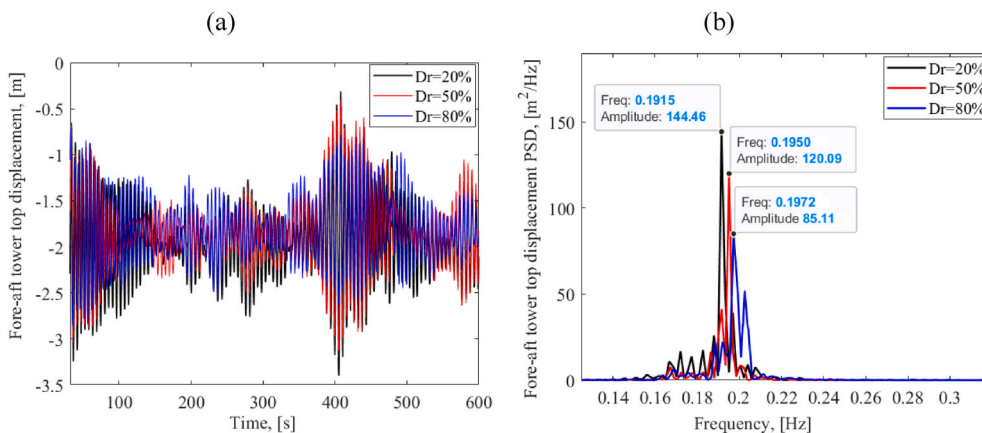 (a)
(b)
Fore-aft tower top displacement, [m]
0
-0.5
-1
-1.5
-2
-2.5
-3
-3.5
100
200
300
400
500
600
Time, [s]
Dr=20%
Dr=50%
Dr=80%
Fore-aft tower top displacement PSD, [m²/Hz]
150
100
50
0
0.14
0.16
0.18
0.2
0.22
0.24
0.26
0.28
0.3
Frequency, [Hz]
Dr=20%
Dr=50%
Dr=80%
Freq: 0.1915
Amplitude: 144.46
Freq: 0.1950
Amplitude: 120.09
Freq: 0.1972
Amplitude 85.11